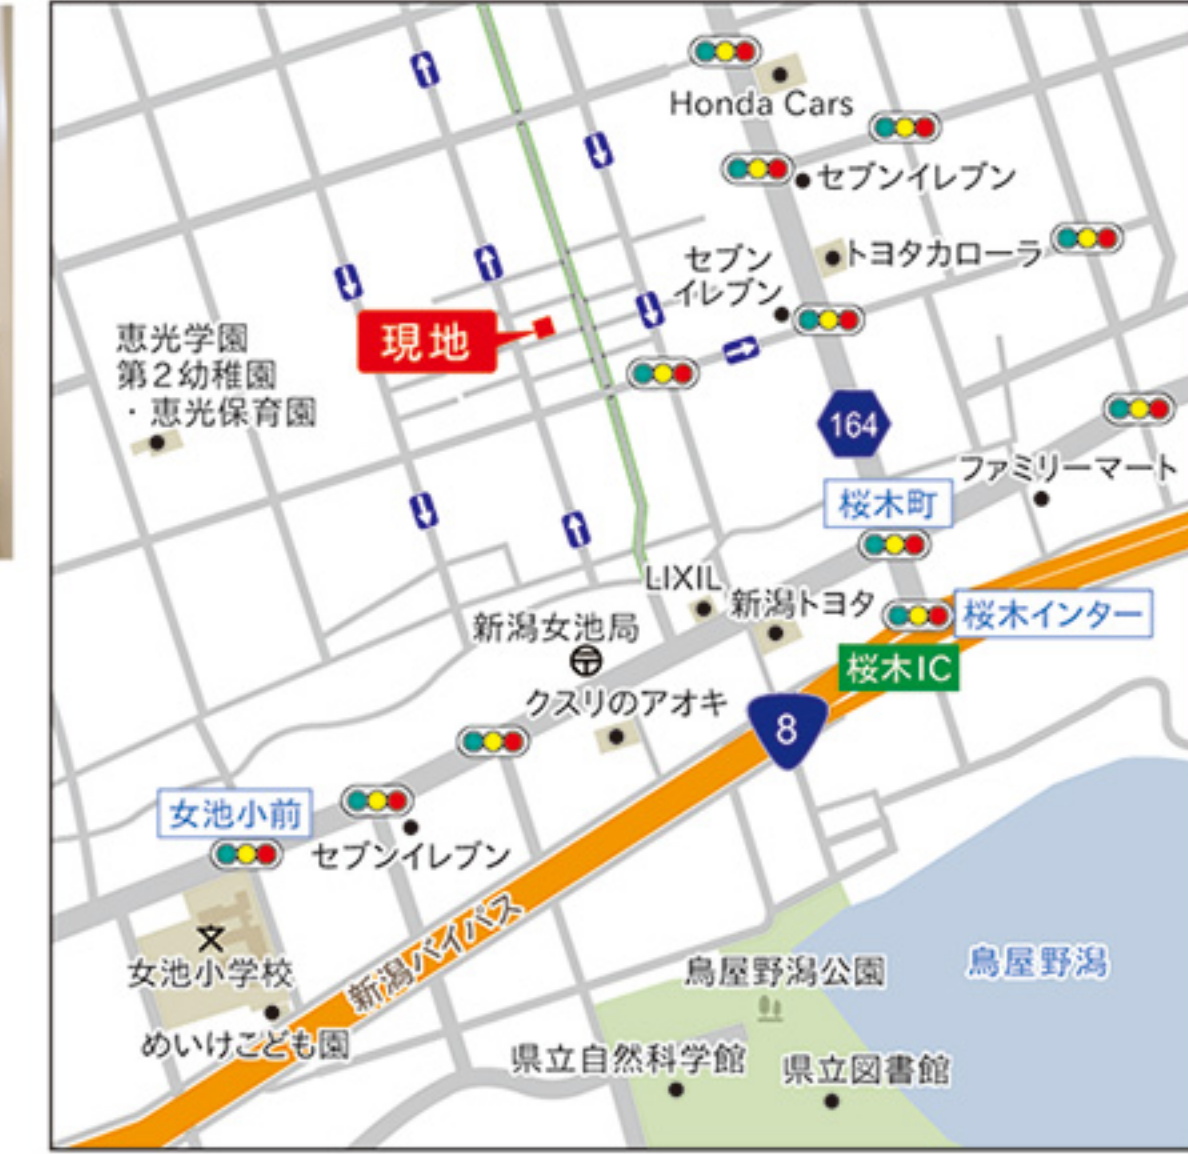 Honda Cars
セブンイレブン
トヨタカローラ
セブン
イレブン
現地
恵光学園
第2幼稚園
・恵光保育園
164
ファミリーマート
桜木町
LIXIL
新潟トヨタ
桜木インター
新潟女池局
桜木IC
クスリのアオキ
8
女池小前
セブンイレブン
新潟バイパス
女池小学校
鳥屋野潟公園
鳥屋野潟
めいけこども園
県立自然科学館
県立図書館